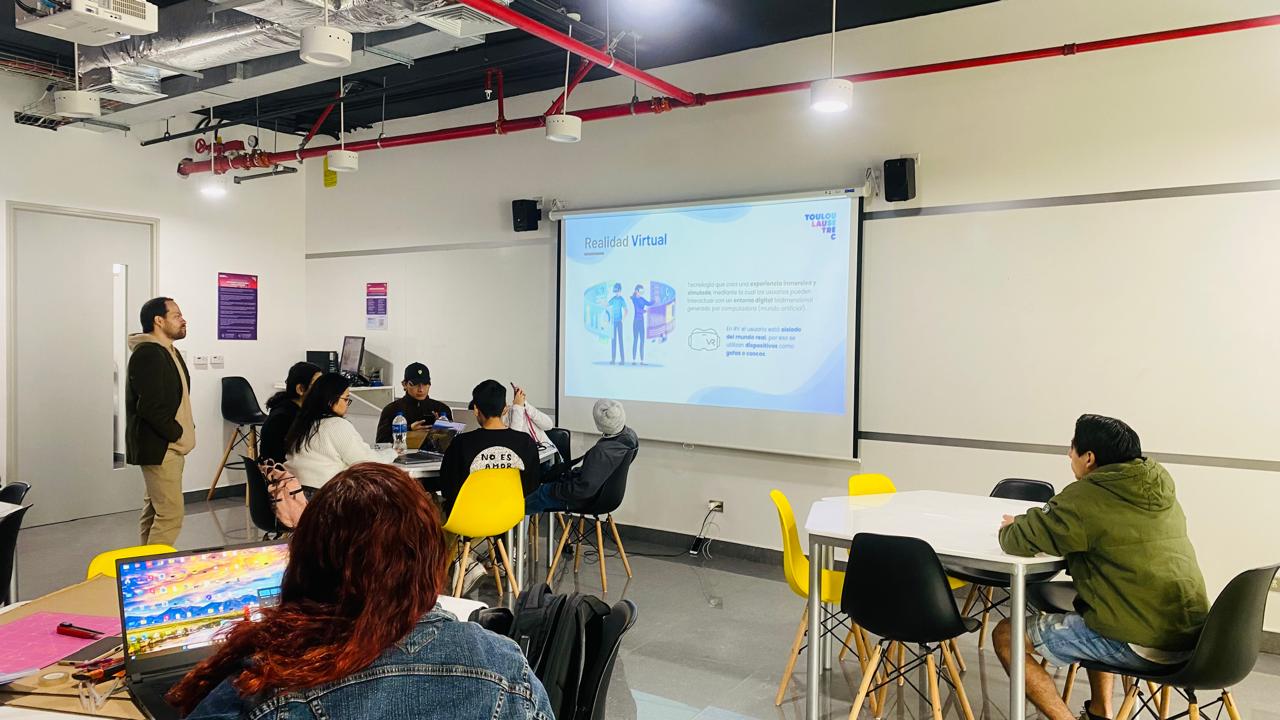 Realidad Virtual
TOULOU
LAUSE
TRE
C
Tecnología que crea una experiencia inmersiva y
simulada, mediante la cual los usuarios pueden
interactuar con un entorno digital tridimensional
generado por computadora (mundo artificial).
VR
En RV el usuario está aislado
del mundo real, por eso se
utilizan dispositivos como
gafas o cascos.
NO ES
AMOR